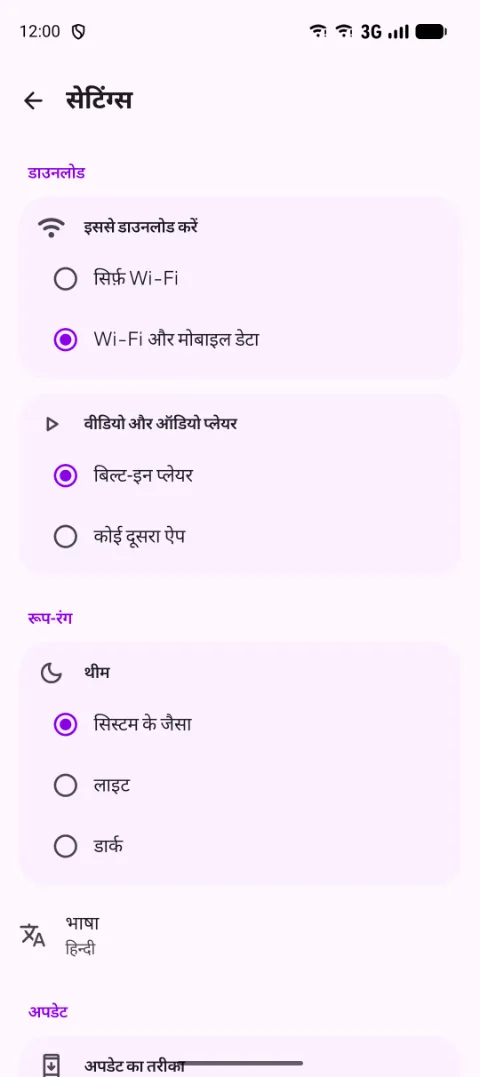 12:00
3G
सेटिंग्स
डाउनलोड
इससे डाउनलोड करें
सिर्फ़ Wi-Fi
Wi-Fi और मोबाइल डेटा
वीडियो और ऑडियो प्लेयर
बिल्ट-इन प्लेयर
कोई दूसरा ऐप
रूप-रंग
थीम
सिस्टम के जैसा
लाइट
डार्क
भाषा
हिन्दी
अपडेट
अपडेट का तरीका